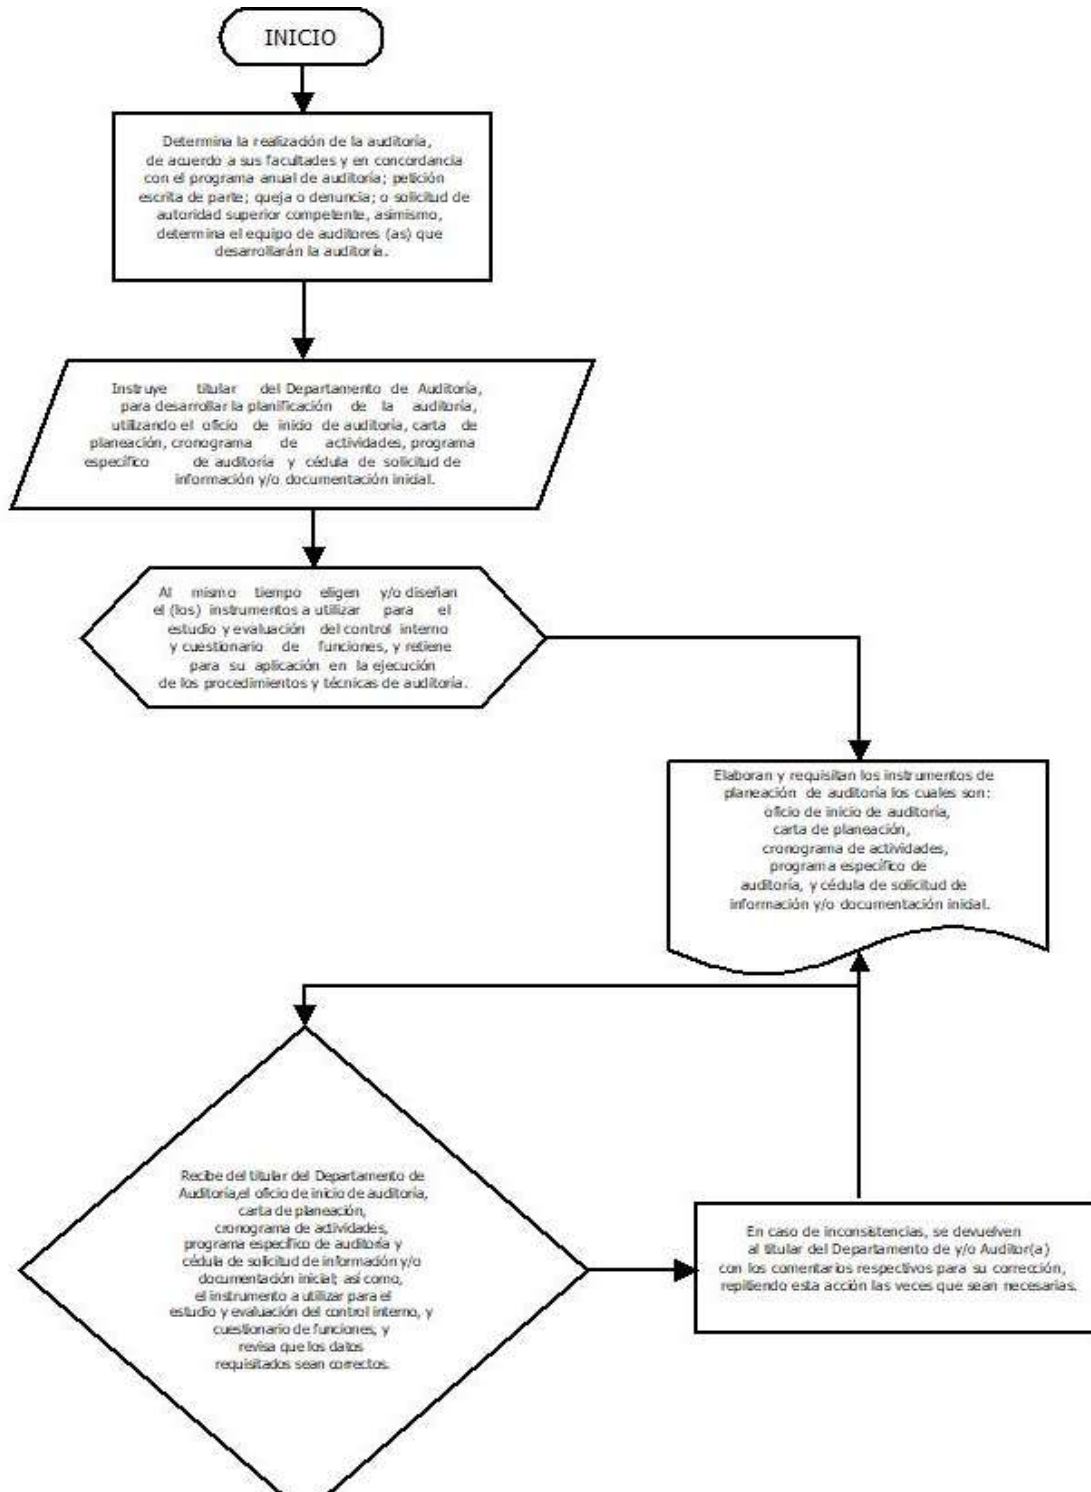 INICIO
Determina la realización de la auditoría,
de acuerdo a sus facultades y en concordancia
con el programa anual de auditoría; petición
escrita de parte; queja o denuncia; o solicitud de
autoridad superior competente, asimismo,
determina el equipo de auditores (as) que
desarrollarán la auditoría.
Instruye titular del Departamento de Auditoría,
para desarrollar la planificación de la auditoría,
utilizando el oficio de inicio de auditoría, carta de
planeación, cronograma de actividades, programa
específico de auditoría y cédula de solicitud de
información y/o documentación inicial.
Al mismo tiempo eligen y/o diseñan
el (los) instrumentos a utilizar para el
estudio y evaluación del control interno
y cuestionario de funciones, y retiene
para su aplicación en la ejecución
de los procedimientos y técnicas de auditoría.
Elaboran y requisitan los instrumentos de
planeación de auditoría los cuales son:
oficio de inicio de auditoría,
carta de planeación,
cronograma de actividades,
programa específico de
auditoría, y cédula de solicitud de
información y/o documentación inicial.
Recibe del titular del Departamento de
Auditoría,el oficio de inicio de auditoría,
carta de planeación,
cronograma de actividades,
programa específico de auditoría y
cédula de solicitud de información y/o
documentación inicial; así como,
el instrumento a utilizar para el
estudio y evaluación del control interno, y
cuestionario de funciones, y
revisa que los datos
requisitados sean correctos.
En caso de inconsistencias, se devuelven
al titular del Departamento de y/o Auditor(a)
con los comentarios respectivos para su corrección,
repitiendo esta acción las veces que sean necesarias.